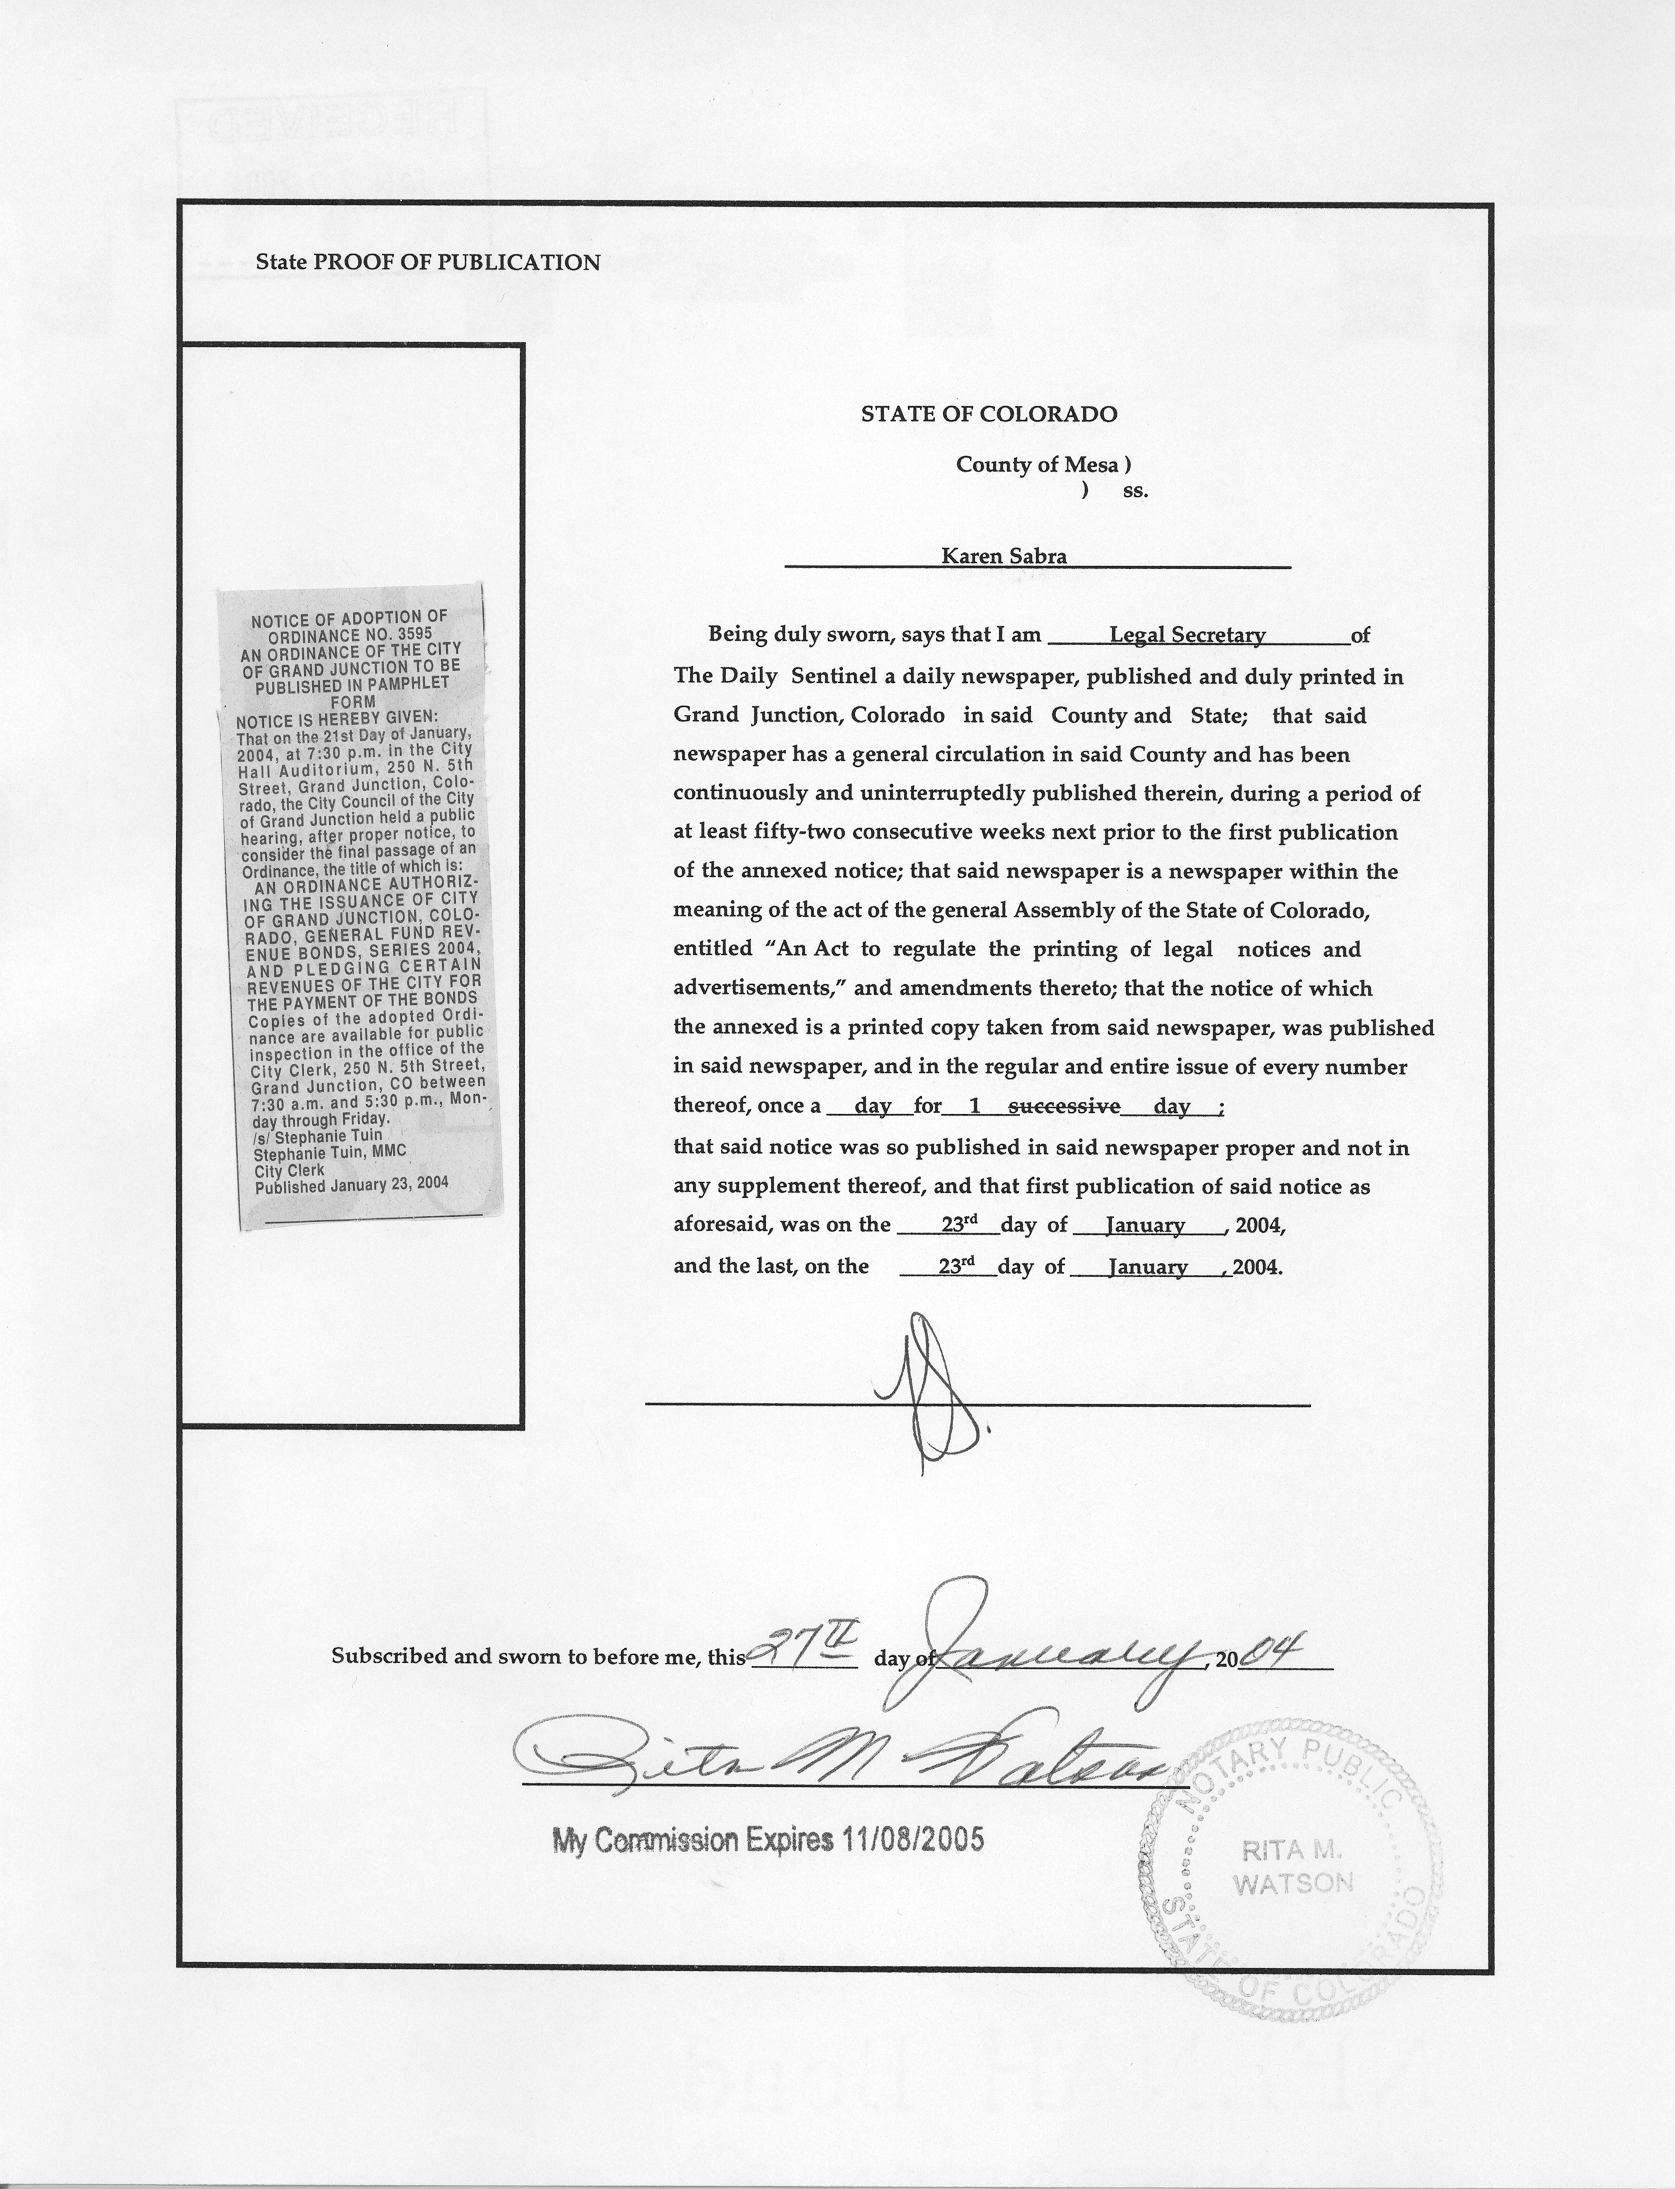 State PROOF OF PUBLICATION
NOTICE OF ADOPTION OF
ORDINANCE NO. 3595
AN ORDINANCE OF THE CITY
OF GRAND JUNCTION TO BE
PUBLISHED IN PAMPHLET
FORM
NOTICE IS HEREBY GIVEN:
That on the 21st Day of January,
2004, at 7:30 p.m. in the City
Hall Auditorium, 250 N. 5th
Street, Grand Junction, Colo-
rado, the City Council of the City
of Grand Junction held a public
hearing, after proper notice, to
consider the final passage of an
Ordinance, the title of which is:
AN ORDINANCE AUTHORIZ-
ING THE ISSUANCE OF CITY
OF GRAND JUNCTION, COLO-
RADO, GENERAL FUND REV-
ENUE BONDS, SERIES 2004,
AND PLEDGING CERTAIN
REVENUES OF THE CITY FOR
THE PAYMENT OF THE BONDS
Copies of the adopted Ordi-
nance are available for public
inspection in the office of the
City Clerk, 250 N. 5th Street,
Grand Junction, CO between
7:30 a.m. and 5:30 p.m., Mon-
day through Friday.
/s/ Stephanie Tuin
Stephanie Tuin, MMC
City Clerk
Published January 23, 2004
STATE OF COLORADO
County of Mesa )
) ss.
Karen Sabra
Being duly sworn, says that I am Legal Secretary of
The Daily Sentinel a daily newspaper, published and duly printed in
Grand Junction, Colorado in said County and State; that said
newspaper has a general circulation in said County and has been
continuously and uninterruptedly published therein, during a period of
at least fifty-two consecutive weeks next prior to the first publication
of the annexed notice; that said newspaper is a newspaper within the
meaning of the act of the general Assembly of the State of Colorado,
entitled “An Act to regulate the printing of legal notices and
advertisements,” and amendments thereto; that the notice of which
the annexed is a printed copy taken from said newspaper, was published
in said newspaper, and in the regular and entire issue of every number
thereof, once a day for 1 successive day ;
that said notice was so published in said newspaper proper and not in
any supplement thereof, and that first publication of said notice as
aforesaid, was on the 23rd day of January , 2004,
and the last, on the 23rd day of January , 2004.
Subscribed and sworn to before me, this 27th day of January, 2004
Rita M Watson
My Commission Expires 11/08/2005
NOTARY PUBLIC
RITA M.
WATSON
STATE OF COLORADO